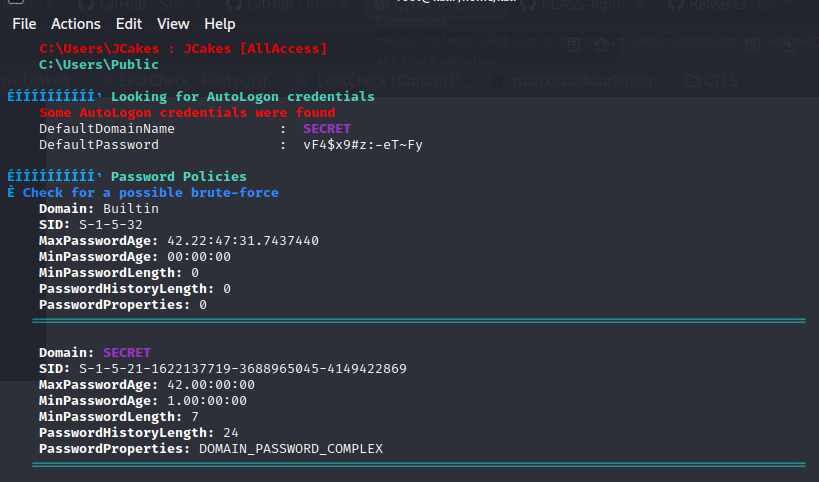 File Actions Edit View Help
C:\Users\JCakes : JCakes [AllAccess]
C:\Users\Public
ÉÍÍÍÍÍÍÍÍÍÍ¹ Looking for AutoLogon credentials
Some AutoLogon credentials were found
DefaultDomainName : SECRET
DefaultPassword : vF4$x9#z:-eT~Fy
ÉÍÍÍÍÍÍÍÍÍÍ¹ Password Policies
È Check for a possible brute-force
Domain: Builtin
SID: S-1-5-32
MaxPasswordAge: 42.22:47:31.7437440
MinPasswordAge: 00:00:00
MinPasswordLength: 0
PasswordHistoryLength: 0
PasswordProperties: 0
Domain: SECRET
SID: S-1-5-21-1622137719-3688965045-4149422869
MaxPasswordAge: 42.00:00:00
MinPasswordAge: 1.00:00:00
MinPasswordLength: 7
PasswordHistoryLength: 24
PasswordProperties: DOMAIN_PASSWORD_COMPLEX